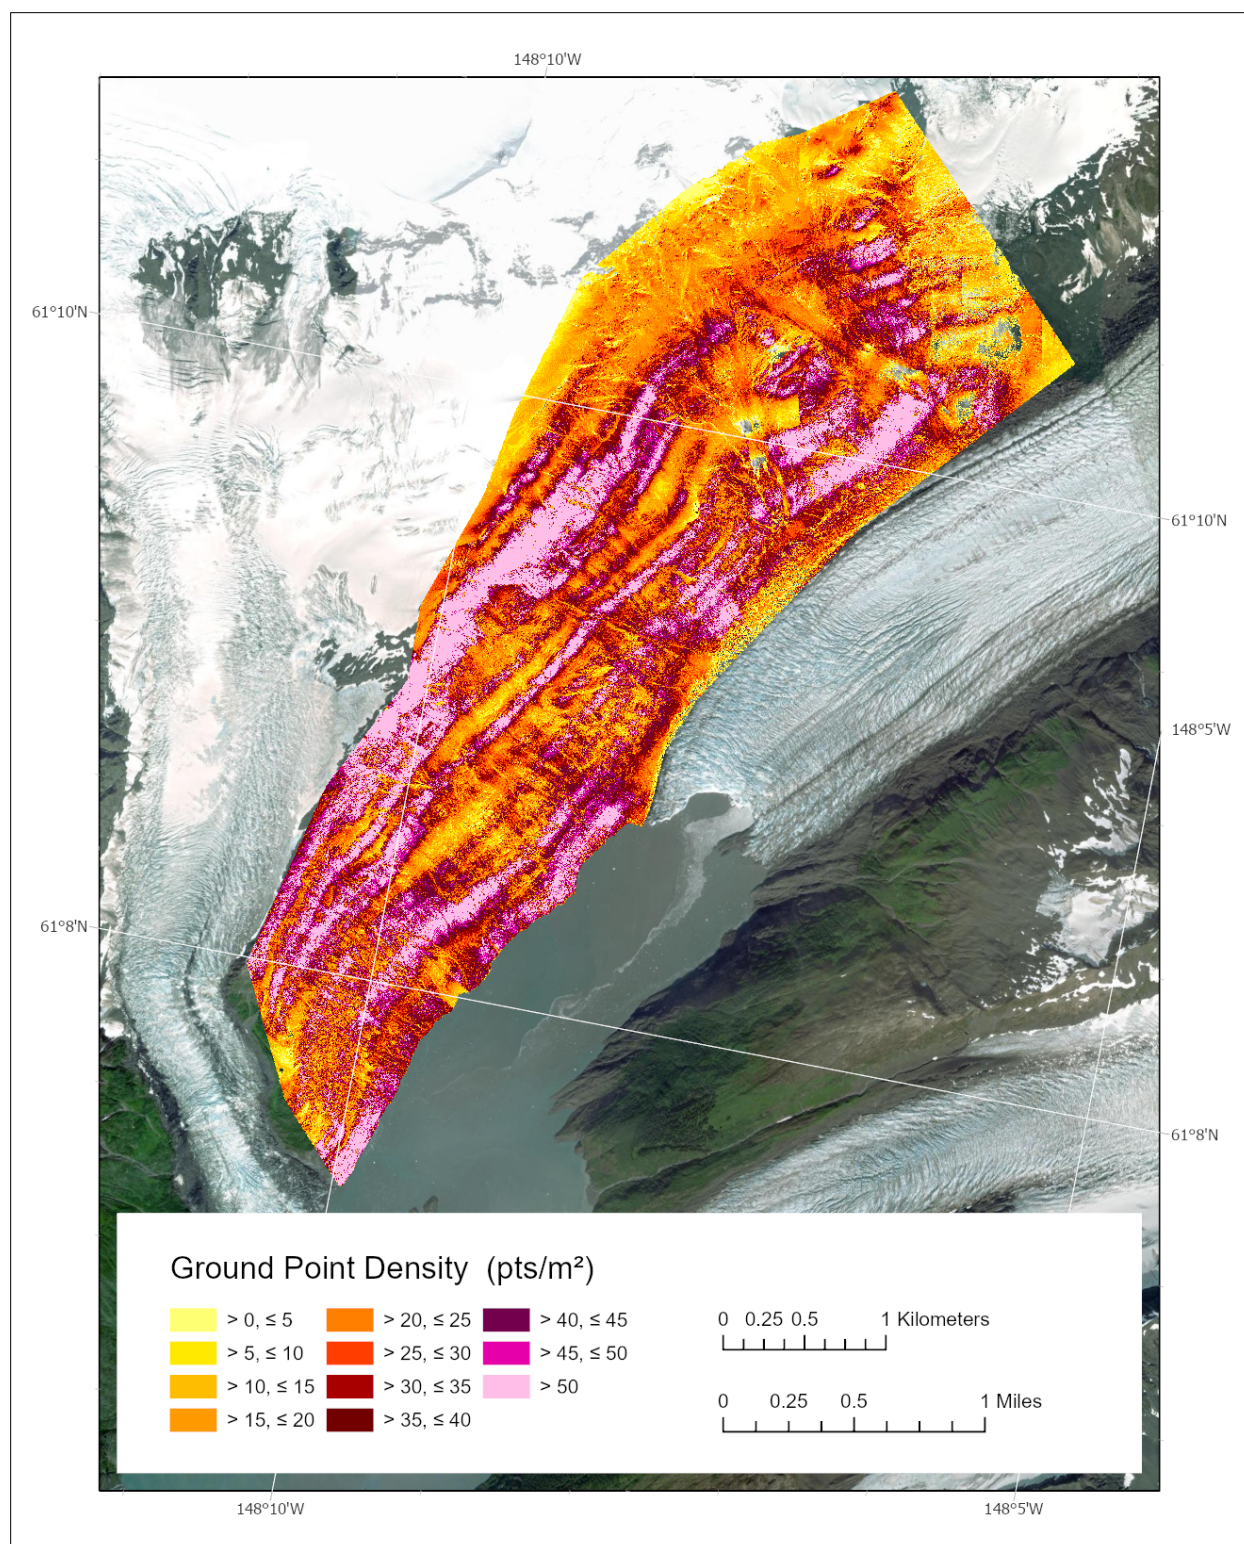 148°10'W
61°10'N
61°10'N
148°5'W
61°8'N
61°8'N
Ground Point Density (pts/m²)
> 0, ≤ 5
> 5, ≤ 10
> 10, ≤ 15
> 15, ≤ 20
> 20, ≤ 25
> 25, ≤ 30
> 30, ≤ 35
> 35, ≤ 40
> 40, ≤ 45
> 45, ≤ 50
> 50
0 0.25 0.5 1 Kilometers
0 0.25 0.5 1 Miles
148°10'W
148°5'W